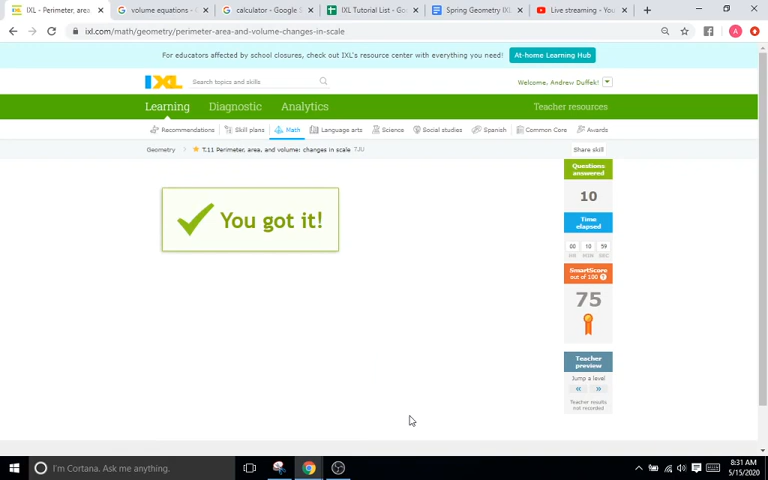 IXL - Perimeter, area
volume equations -
calculator - Google S
IXL Tutorial List - Go
Spring Geometry IXL
Live streaming - You
ixl.com/math/geometry/perimeter-area-and-volume-changes-in-scale
For educators affected by school closures, check out IXL's resource center with everything you need!
At-home Learning Hub
IXL
Search topics and skills
Welcome, Andrew Duffek!
Learning
Diagnostic
Analytics
Teacher resources
Recommendations
Skill plans
Math
Language arts
Science
Social studies
Spanish
Common Core
Awards
Geometry
T.11 Perimeter, area, and volume: changes in scale
TJU
Share skill
You got it!
Questions
answered
10
Time
elapsed
00 10 59
HR MIN SEC
SmartScore
out of 100 ?
75
Teacher
preview
Jump a level
Teacher results
not recorded
I'm Cortana. Ask me anything.
8:31 AM
5/15/2020